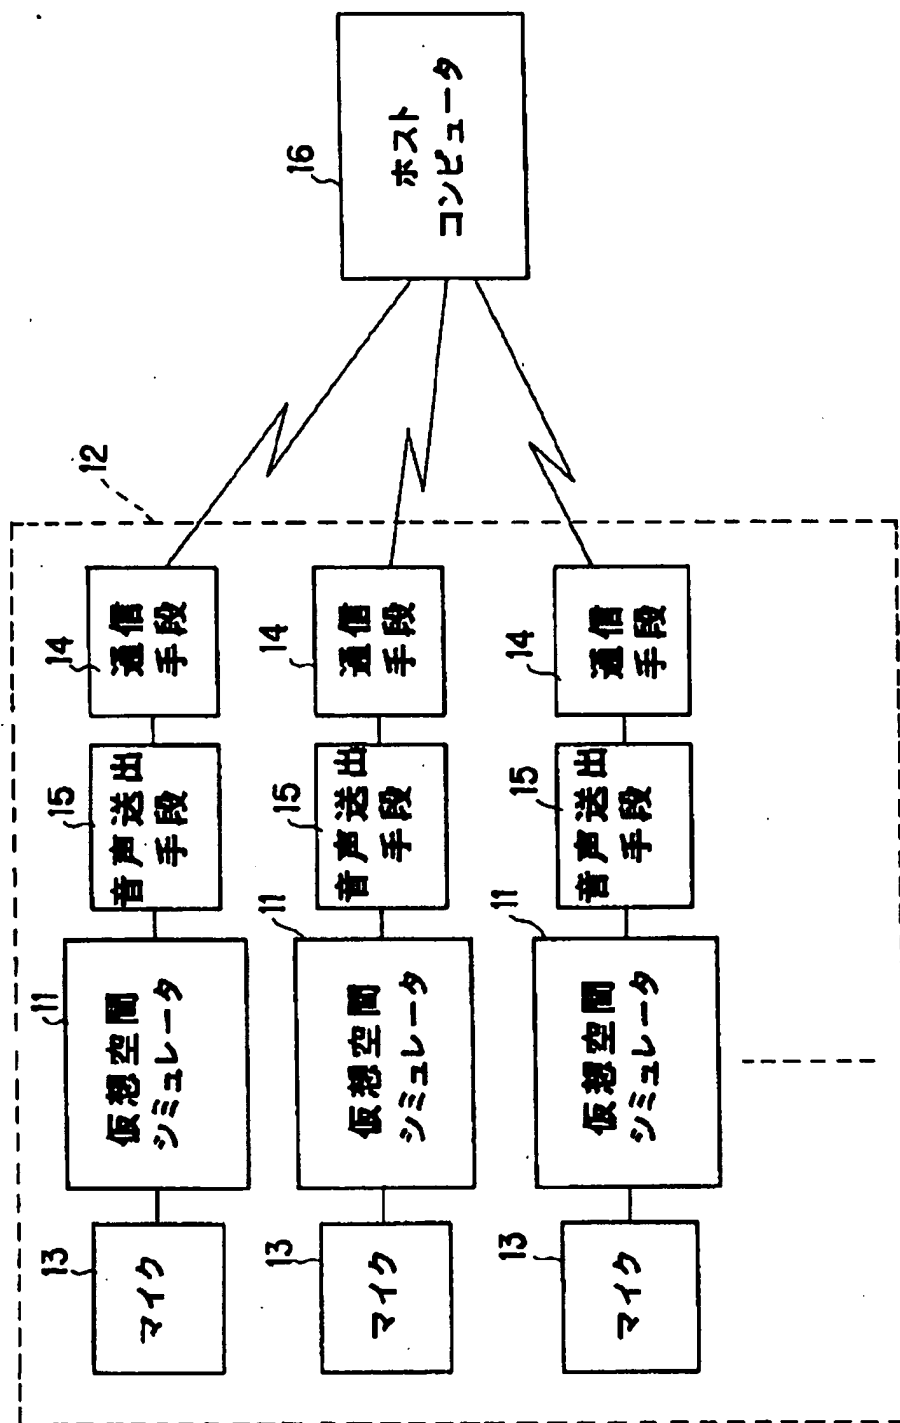 12
13
マイク
11
仮想空間
シミュレータ
15
音声送出
手段
14
通信
手段
16
ホスト
コンピュータ
13
マイク
11
仮想空間
シミュレータ
15
音声送出
手段
14
通信
手段
13
マイク
11
仮想空間
シミュレータ
15
音声送出
手段
14
通信
手段